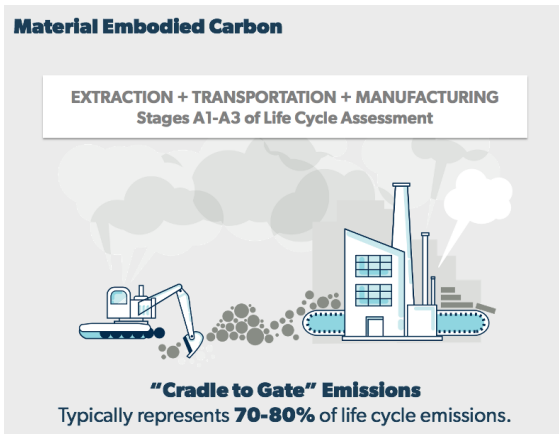 Material Embodied Carbon
EXTRACTION + TRANSPORTATION + MANUFACTURING
Stages A1-A3 of Life Cycle Assessment
“Cradle to Gate” Emissions
Typically represents 70-80% of life cycle emissions.